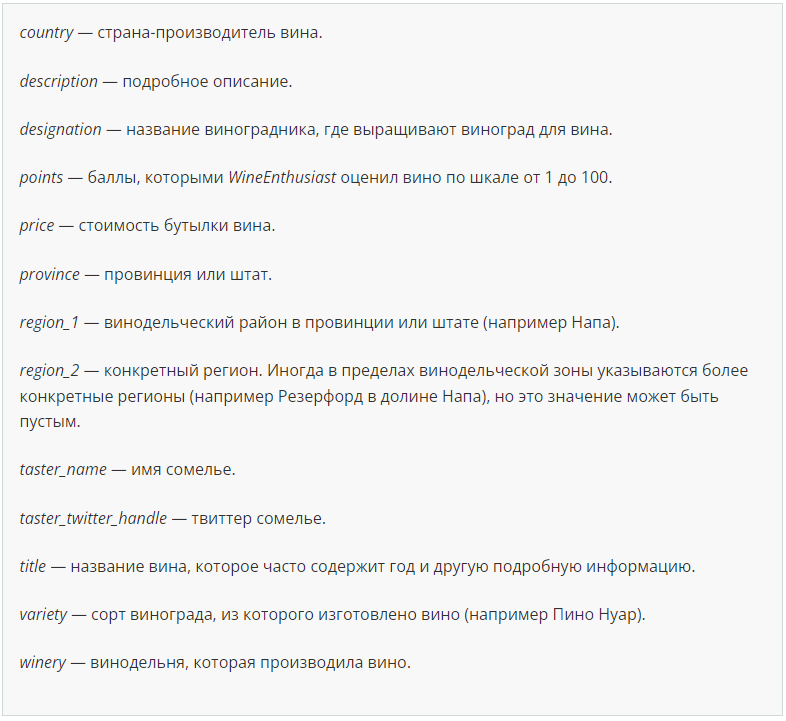 country — страна-производитель вина.
description — подробное описание.
designation — название виноградника, где выращивают виноград для вина.
points — баллы, которыми WineEnthusiast оценил вино по шкале от 1 до 100.
price — стоимость бутылки вина.
province — провинция или штат.
region_1 — винодельческий район в провинции или штате (например Напа).
region_2 — конкретный регион. Иногда в пределах винодельческой зоны указываются более
конкретные регионы (например Резерфорд в долине Напа), но это значение может быть
пустым.
taster_name — имя сомелье.
taster_twitter_handle — твиттер сомелье.
title — название вина, которое часто содержит год и другую подробную информацию.
variety — сорт винограда, из которого изготовлено вино (например Пино Нуар).
winery — винодельня, которая производила вино.